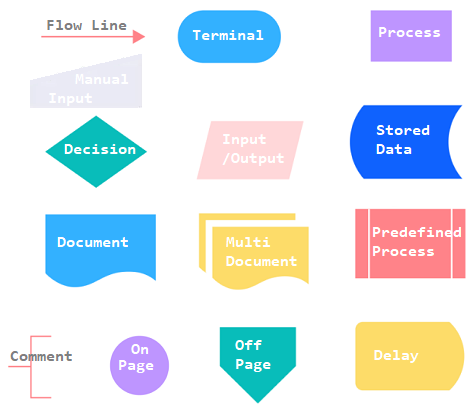 Flow Line
Terminal
Process
Manual
Input
Decision
Input
/Output
Stored
Data
Document
Multi
Document
Predefined
Process
Comment
On
Page
Off
Page
Delay